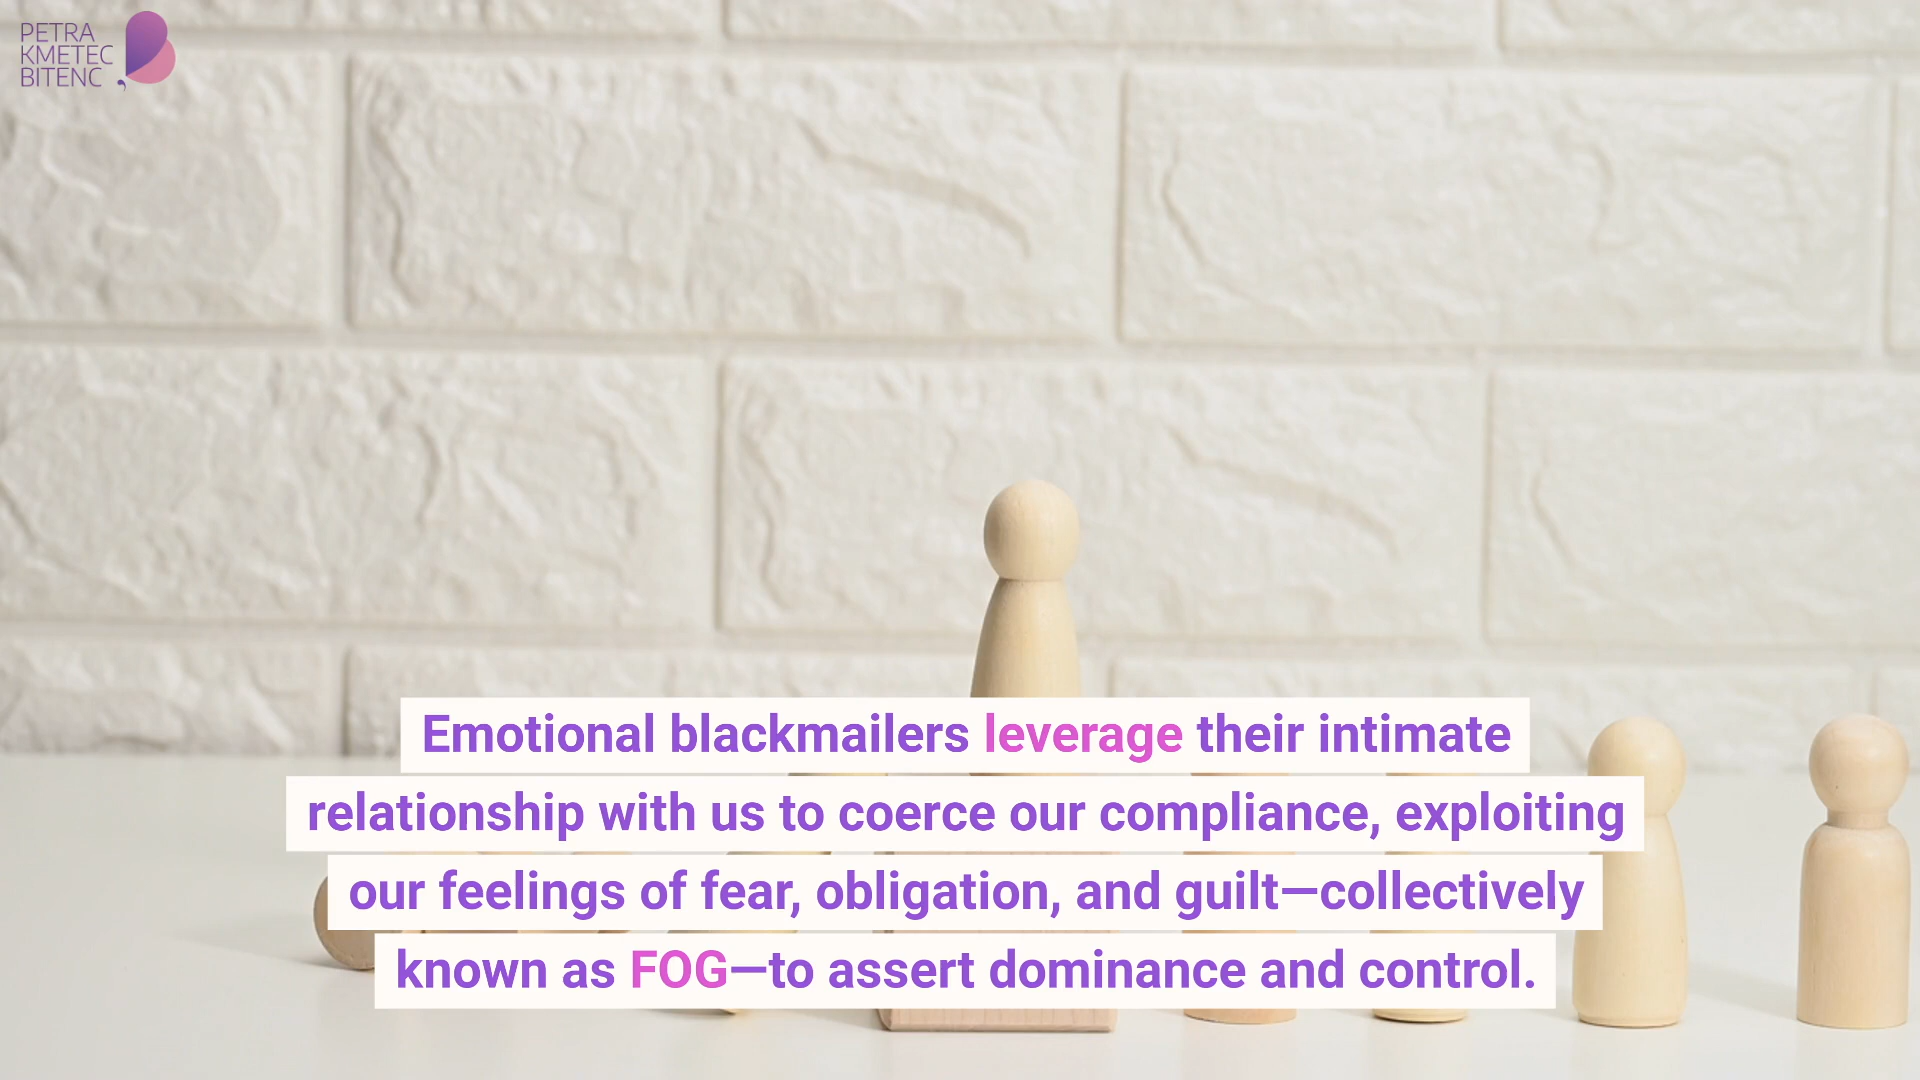 PETRA
KMETEC
BITENC
Emotional blackmailers leverage their intimate
relationship with us to coerce our compliance, exploiting
our feelings of fear, obligation, and guilt—collectively
known as FOG—to assert dominance and control.